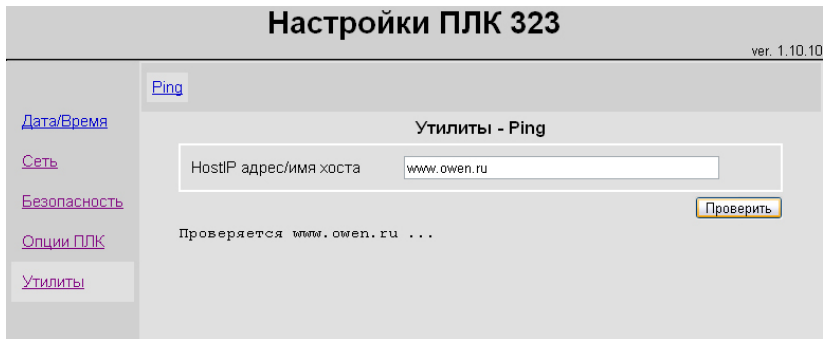 Настройки ПЛК 323
ver. 1.10.10
Ping
Дата/Время
Утилиты - Ping
Сеть
HostIP адрес/имя хоста
www.owen.ru
Безопасность
Проверить
Проверяется www.owen.ru ...
Опции ПЛК
Утилиты